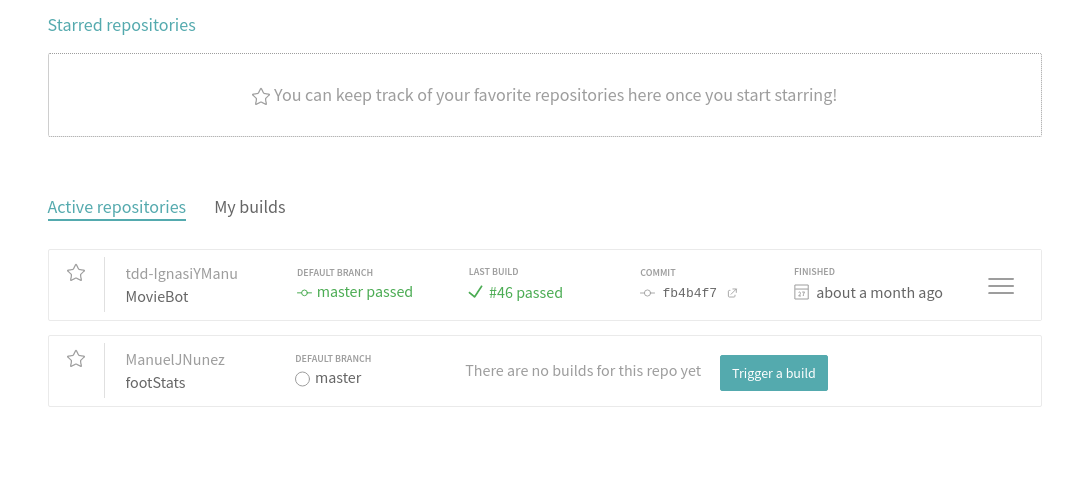 Starred repositories
You can keep track of your favorite repositories here once you start starring!
Active repositories My builds
tdd-IgnasiYManu DEFAULT BRANCH LAST BUILD COMMIT FINISHED
MovieBot master passed #46 passed fb4b4f7 27 about a month ago
ManuelJNunez DEFAULT BRANCH
footStats master There are no builds for this repo yet Trigger a build